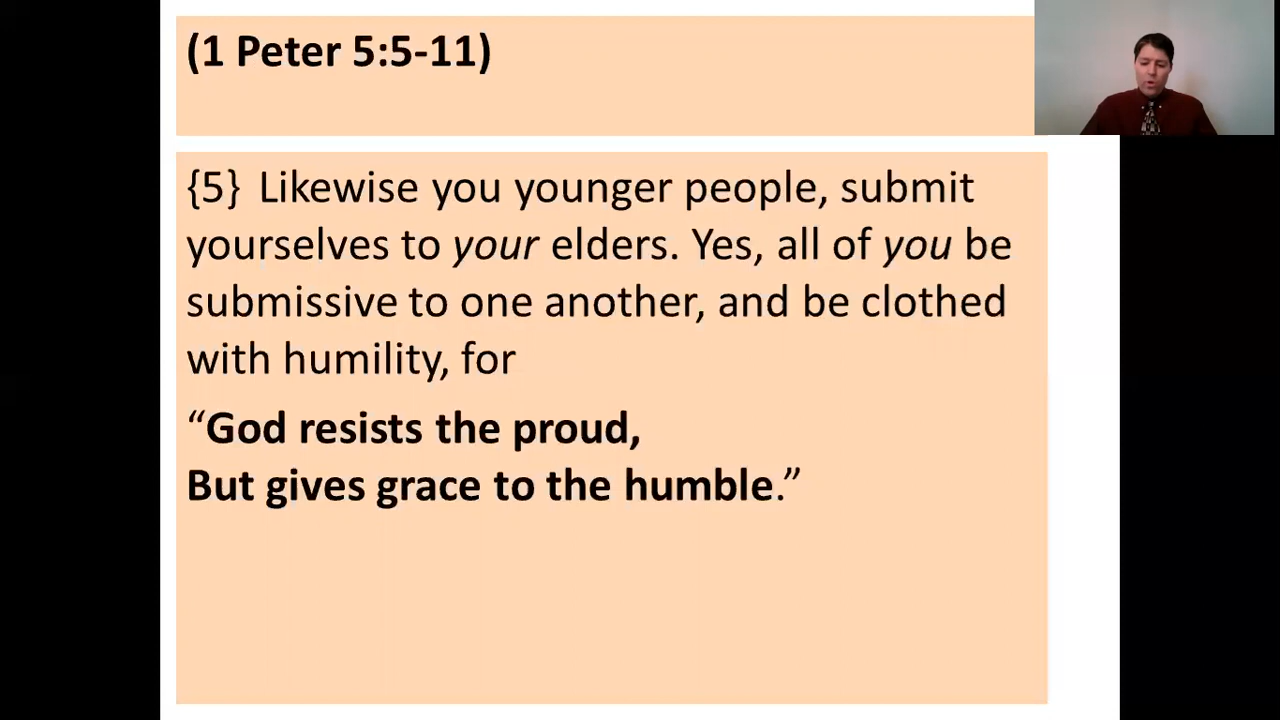 (1 Peter 5:5-11)
{5} Likewise you younger people, submit
yourselves to your elders. Yes, all of you be
submissive to one another, and be clothed
with humility, for
“God resists the proud,
But gives grace to the humble.”